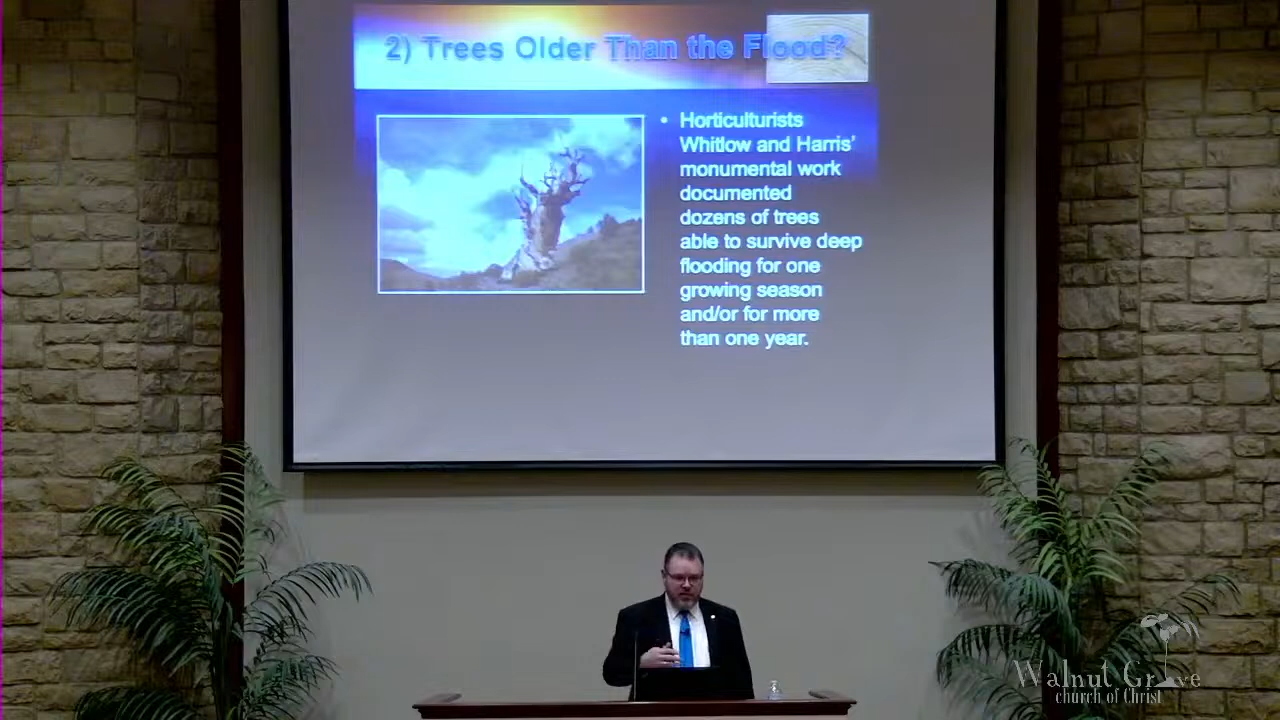 2) Trees Older Than the Flood?
• Horticulturists
Whitlow and Harris'
monumental work
documented
dozens of trees
able to survive deep
flooding for one
growing season
and/or for more
than one year.
Walnut Grove
church of Christ